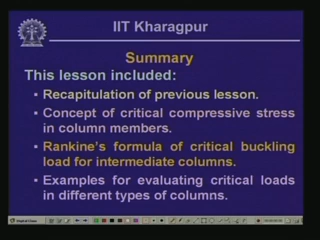 IIT Kharagpur
Summary
This lesson included:
▪ Recapitulation of previous lesson.
▪ Concept of critical compressive stress
in column members.
▪ Rankine's formula of critical buckling
load for intermediate columns.
▪ Examples for evaluating critical loads
in different types of columns.